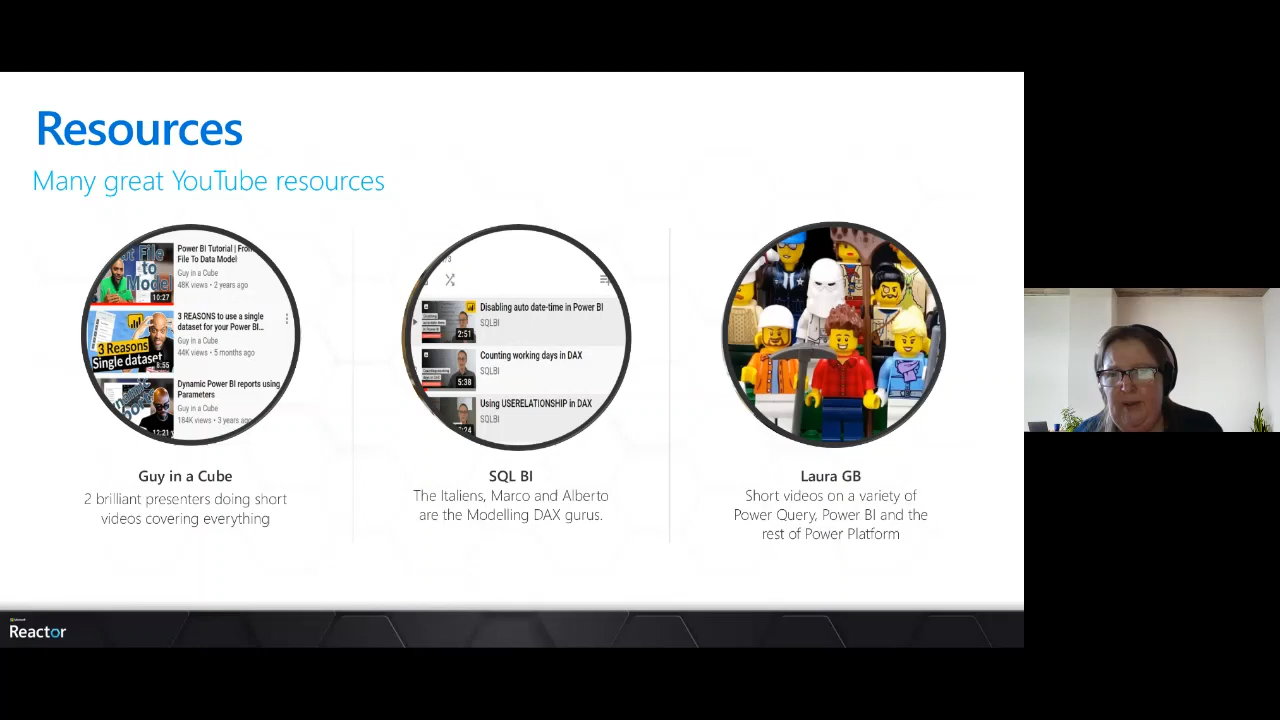 Resources
Many great YouTube resources
Power BI Tutorial | From
File To Data Model
Guy in a Cube
48K views • 2 years ago
10:27
3 REASONS to use a single
dataset for your Power BI...
Guy in a Cube
44K views • 5 months ago
3 Reasons
Single dataset
8:55
Dynamic Power BI reports using
Parameters
Guy in a Cube
184K views • 3 years ago
12:21
Disabling auto date-time in Power BI
SQLBI
2:51
Counting working days in DAX
SQLBI
5:38
Using USERELATIONSHIP in DAX
SQLBI
Guy in a Cube
2 brilliant presenters doing short
videos covering everything
SQL BI
The Italiens, Marco and Alberto
are the Modelling DAX gurus.
Laura GB
Short videos on a variety of
Power Query, Power BI and the
rest of Power Platform
Reactor